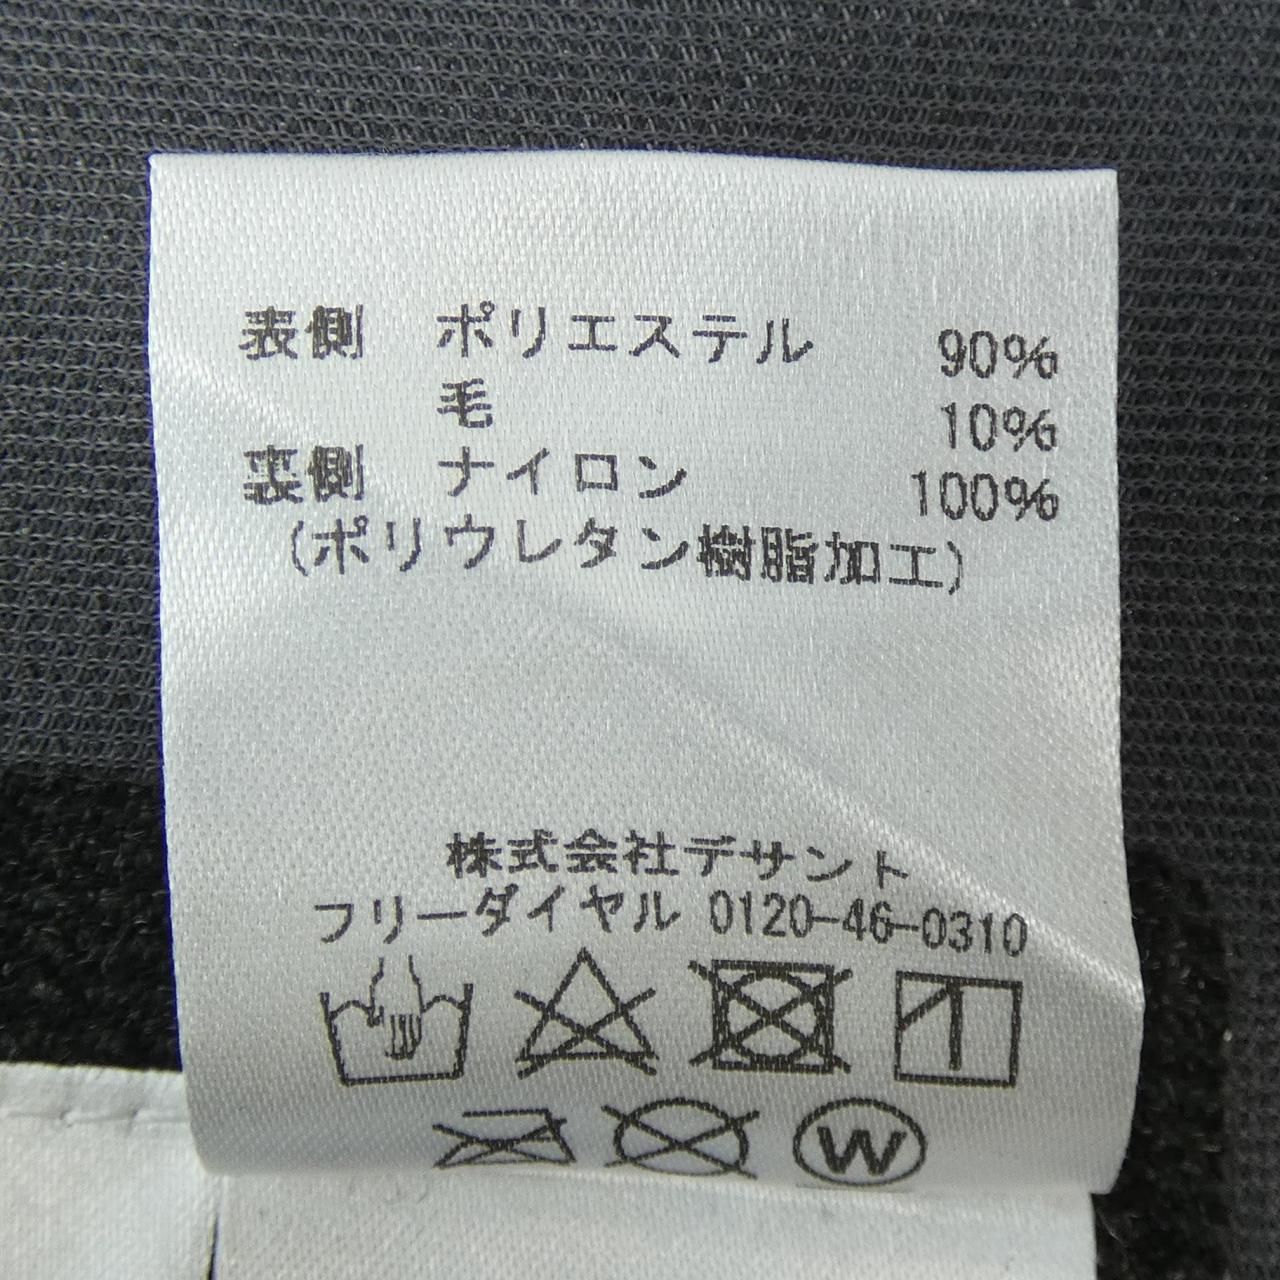 表側 ポリエステル 90%
毛 10%
裏側 ナイロン 100%
(ポリウレタン樹脂加工)
株式会社デサント
フリーダイヤル 0120-46-0310
W